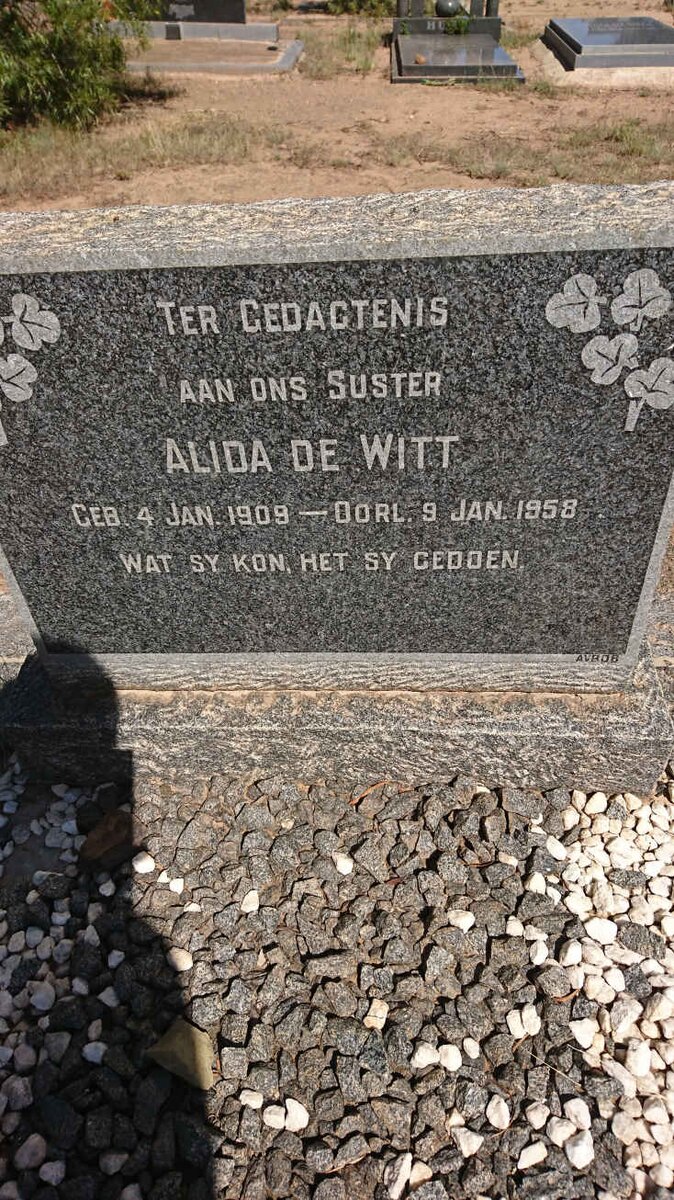 TER GEDAGTENIS
AAN ONS SUSTER
ALIDA DE WITT
GEB. 4 JAN. 1909 — OORL. 9 JAN. 1958
WAT SY KON, HET SY GEDOEN.
AVBOB